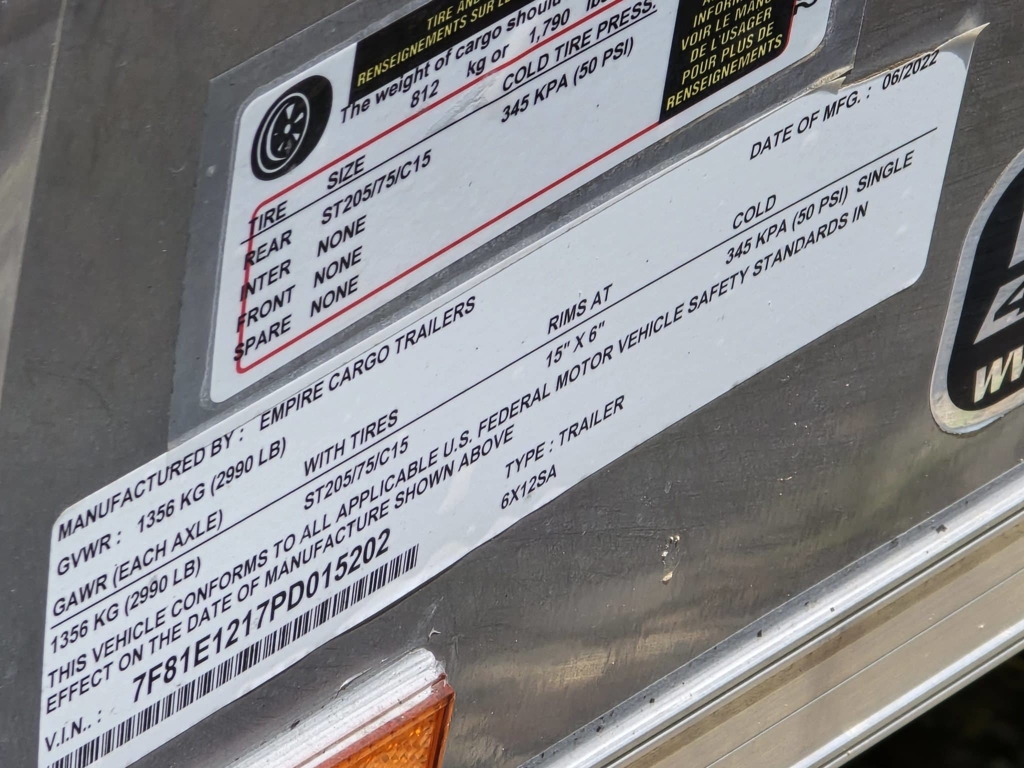 TIRE AND
RENSEIGNEMENTS SUR LE
The weight of cargo should
812 kg or 1,790 lbs
COLD TIRE PRESS.
345 KPA (50 PSI)
TIRE SIZE
REAR ST205/75/C15
INTER NONE
FRONT NONE
SPARE NONE
VOIR LE MANU
DE L'USAGER
POUR PLUS DE
RENSEIGNEMENTS
MANUFACTURED BY : EMPIRE CARGO TRAILERS DATE OF MFG. : 06/2022
GVWR : 1356 KG (2990 LB)
GAWR (EACH AXLE) WITH TIRES RIMS AT COLD
1356 KG (2990 LB) ST205/75/C15 15" X 6" 345 KPA (50 PSI) SINGLE
THIS VEHICLE CONFORMS TO ALL APPLICABLE U.S. FEDERAL MOTOR VEHICLE SAFETY STANDARDS IN
EFFECT ON THE DATE OF MANUFACTURE SHOWN ABOVE
V.I.N.. : 7F81E1217PD015202 TYPE : TRAILER
6X12SA